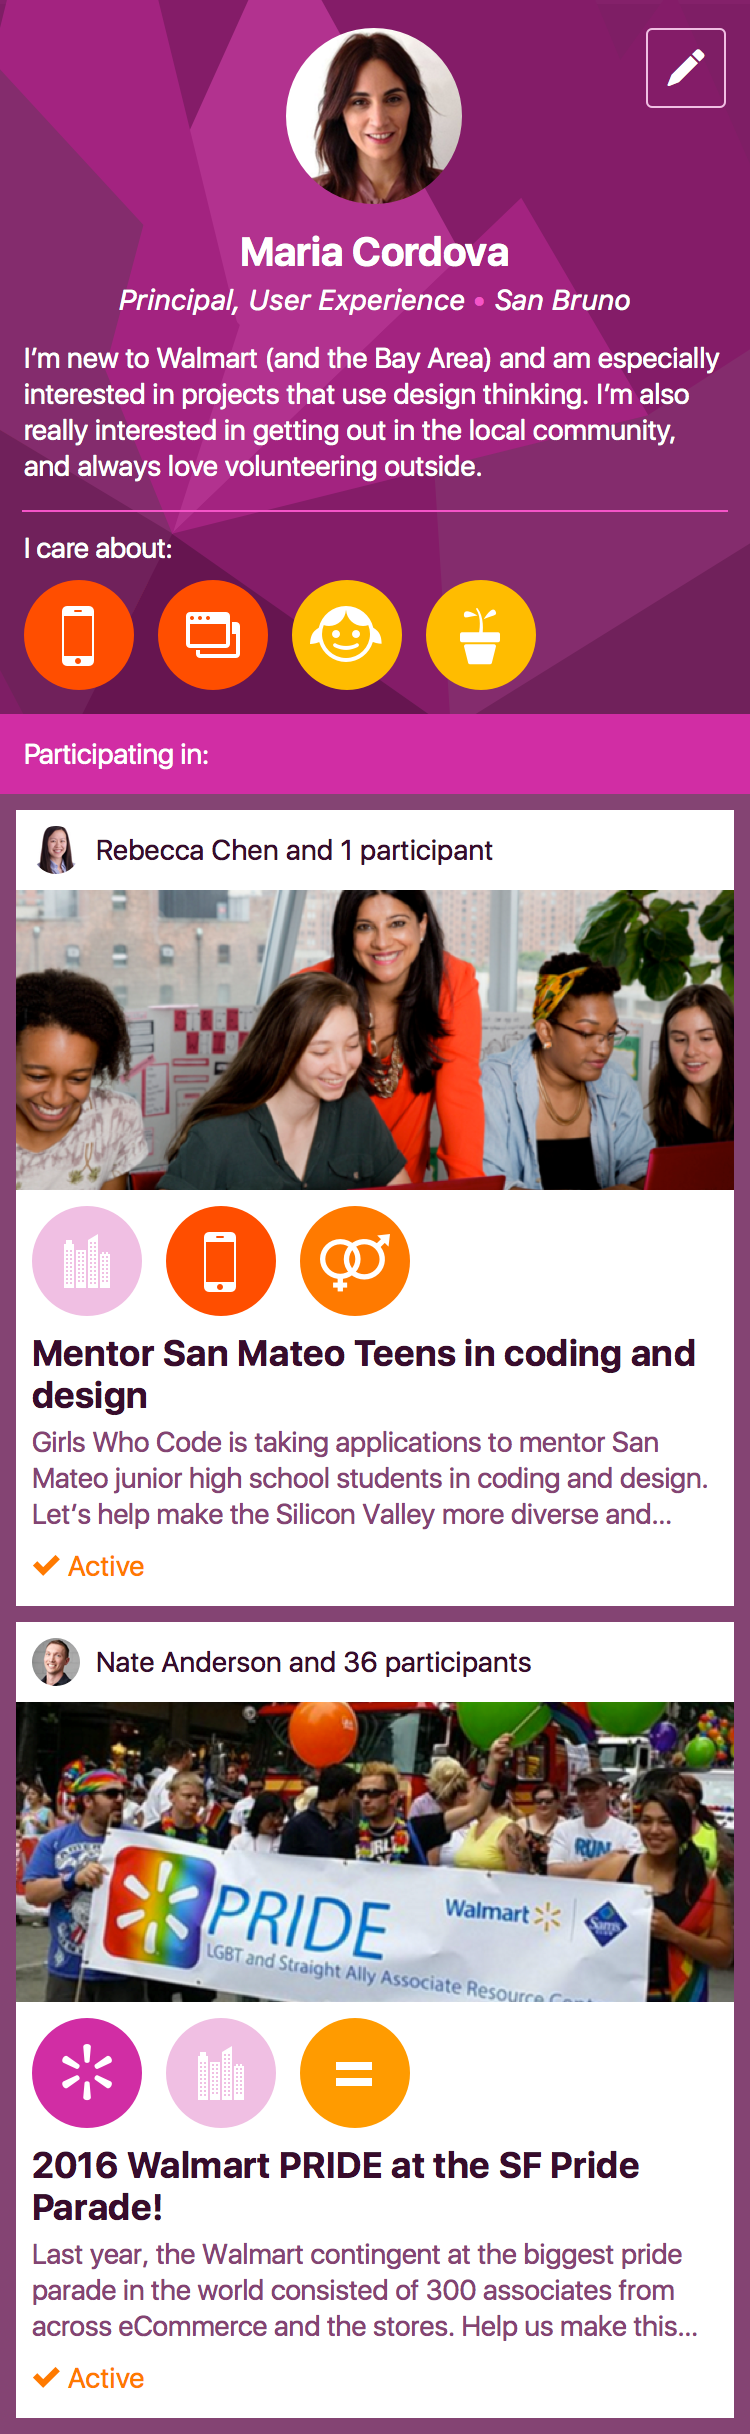 Maria Cordova
Principal, User Experience • San Bruno
I’m new to Walmart (and the Bay Area) and am especially
interested in projects that use design thinking. I’m also
really interested in getting out in the local community,
and always love volunteering outside.
I care about:
Participating in:
Rebecca Chen and 1 participant
Mentor San Mateo Teens in coding and
design
Girls Who Code is taking applications to mentor San
Mateo junior high school students in coding and design.
Let’s help make the Silicon Valley more diverse and...
Active
Nate Anderson and 36 participants
RUN
PRIDE
Walmart
Sam's
LGBT and Straight Ally Associate Resource
2016 Walmart PRIDE at the SF Pride
Parade!
Last year, the Walmart contingent at the biggest pride
parade in the world consisted of 300 associates from
across eCommerce and the stores. Help us make this...
Active